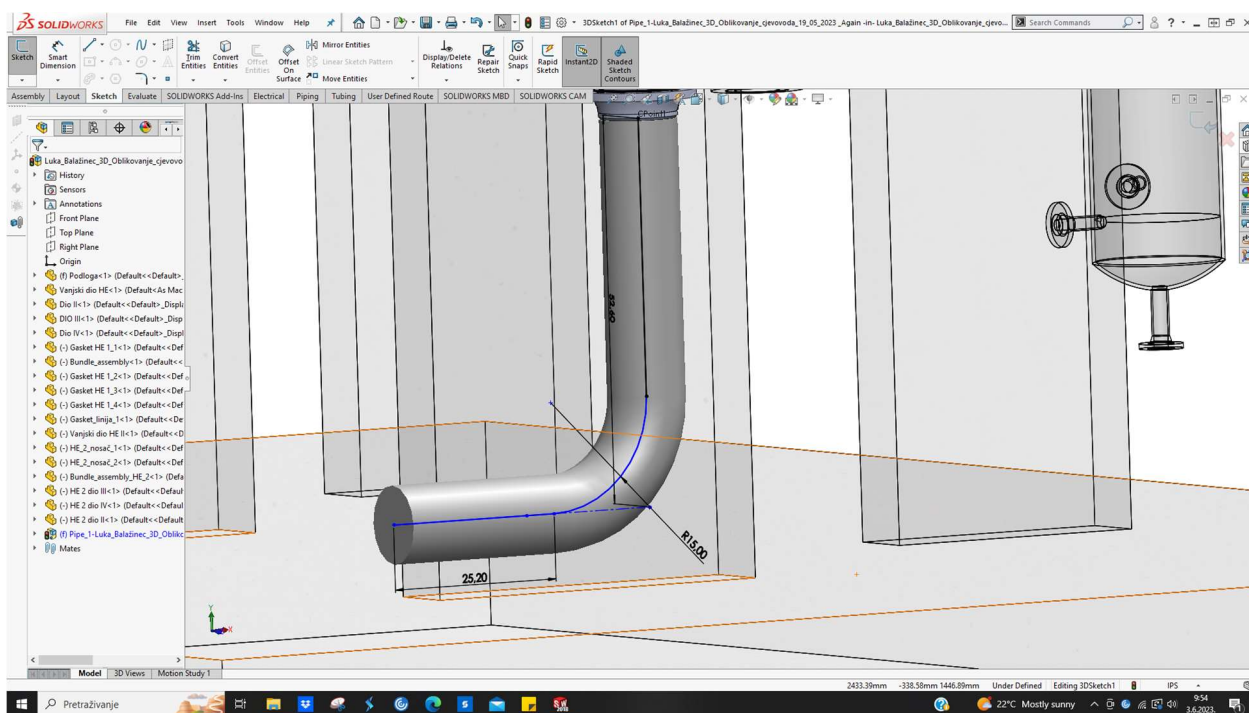 SOLIDWORKS File Edit View Insert Tools Window Help 3DSketch1 of Pipe_1-Luka_Balažinec_3D_Oblikovanje_cjevovoda_19_05_2023 _Again -in- Luka_Balažinec_3D_Oblikovanje_cjevo... Search Commands
Sketch Smart Dimension Trim Entities Convert Entities Offset Entities Offset On Surface Mirror Entities Linear Sketch Pattern Move Entities Display/Delete Relations Repair Sketch Quick Snaps Rapid Sketch Instant2D Shaded Sketch Contours
Assembly Layout Sketch Evaluate SOLIDWORKS Add-Ins Electrical Piping Tubing User Defined Route SOLIDWORKS MBD SOLIDWORKS CAM
CPoint1
Luka_Balažinec_3D_Oblikovanje_cjevovo
History
Sensors
Annotations
Front Plane
Top Plane
Right Plane
Origin
(f) Podloga<1> (Default<<Default>_
Vanjski dio HE<1> (Default<As Mac
Dio II<1> (Default<<Default>_Displa
DIO III<1> (Default<<Default>_Disp
Dio IV<1> (Default<<Default>_Displ
(-) Gasket HE 1_1<1> (Default<<Def
(-) Bundle_assembly<1> (Default<<
(-) Gasket HE 1_2<1> (Default<<Def
(-) Gasket HE 1_3<1> (Default<<Def
(-) Gasket HE 1_4<1> (Default<<Def
(-) Gasket_linija_1<1> (Default<<De
(-) Vanjski dio HE II<1> (Default<<D
(-) HE_2_nosač_1<1> (Default<<Def
(-) HE_2_nosač_2<1> (Default<<Def
(-) Bundle_assembly_HE_2<1> (Defa
(-) HE 2 dio III<1> (Default<<Defaul
(-) HE 2 dio IV<1> (Default<<Defaul
(-) HE 2 dio II<1> (Default<<Default
(f) Pipe_1-Luka_Balažinec_3D_Oblikc
Mates
52.60
R15.00
25.20
Y
X
Model 3D Views Motion Study 1
2433.39mm -338.58mm 1446.89mm Under Defined Editing 3DSketch1 IPS
Pretraživanje 22°C Mostly sunny 9:54
3.6.2023.